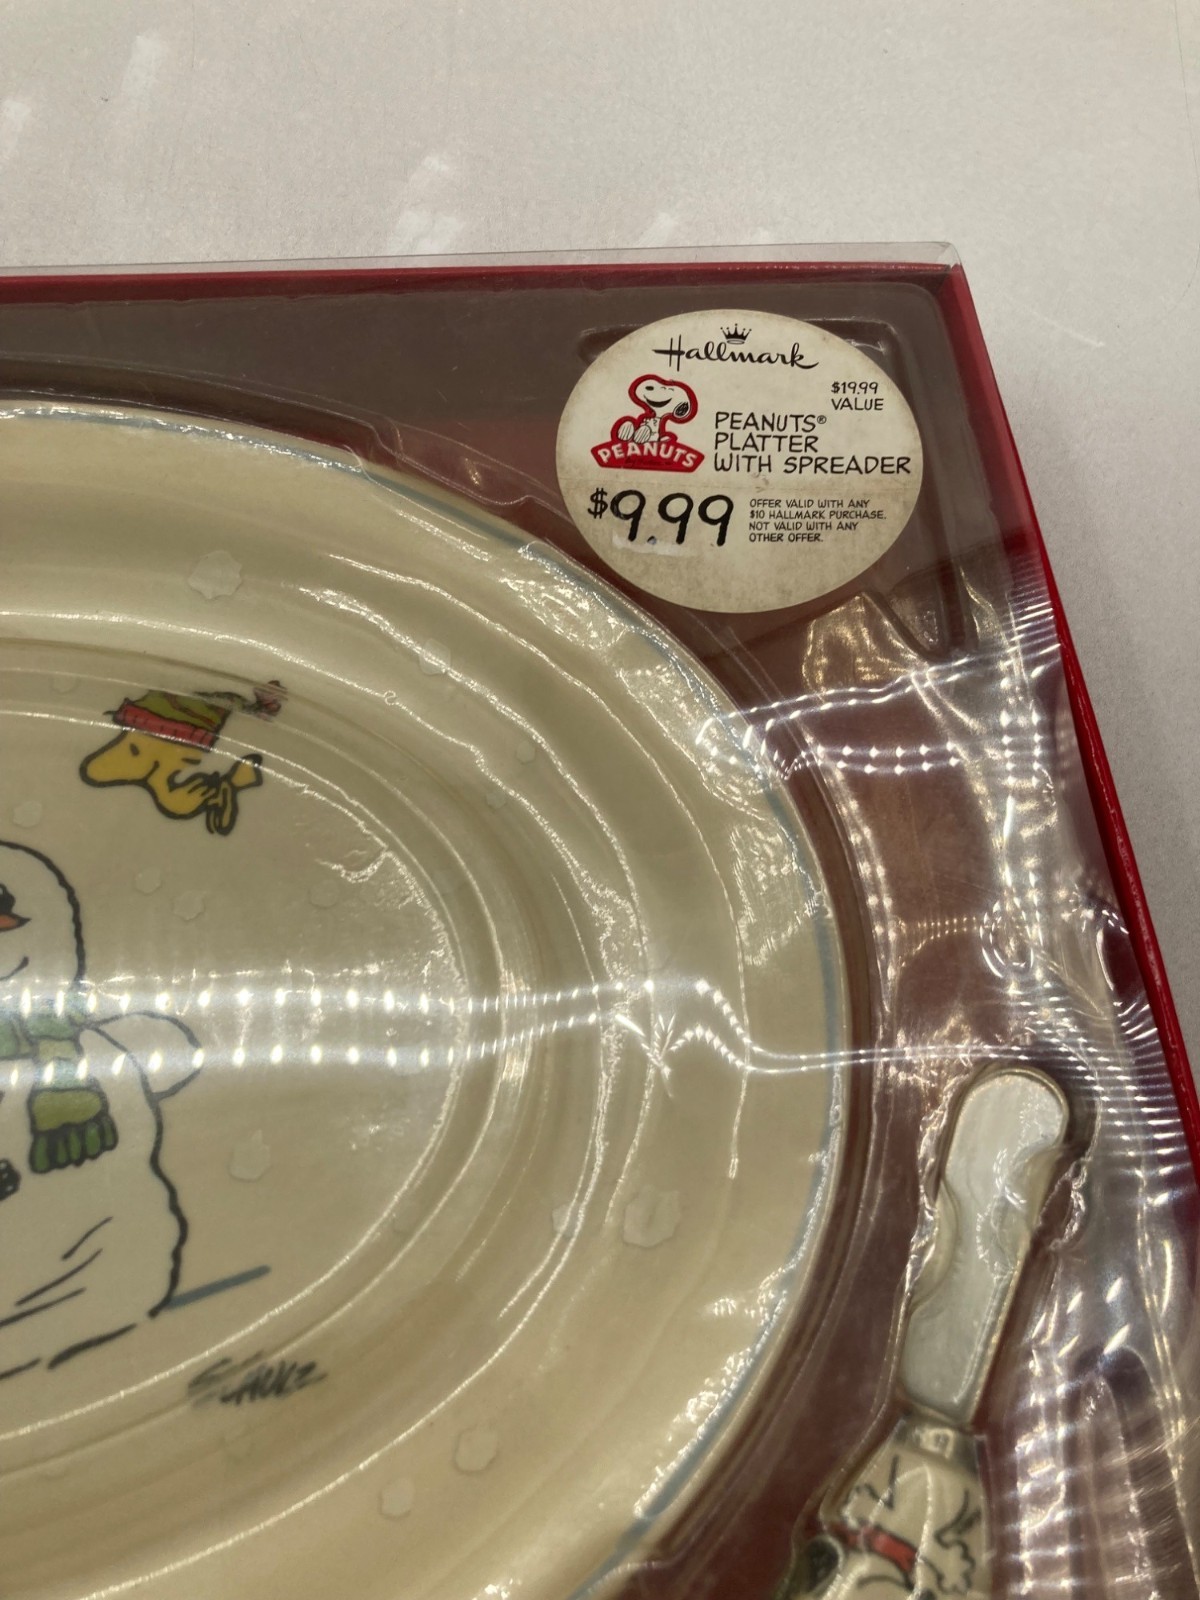 Hallmark
$19.99
VALUE
PEANUTS
PEANUTS®
PLATTER
WITH SPREADER
$9.99
OFFER VALID WITH ANY
$10 HALLMARK PURCHASE.
NOT VALID WITH ANY
OTHER OFFER.
SCHULZ